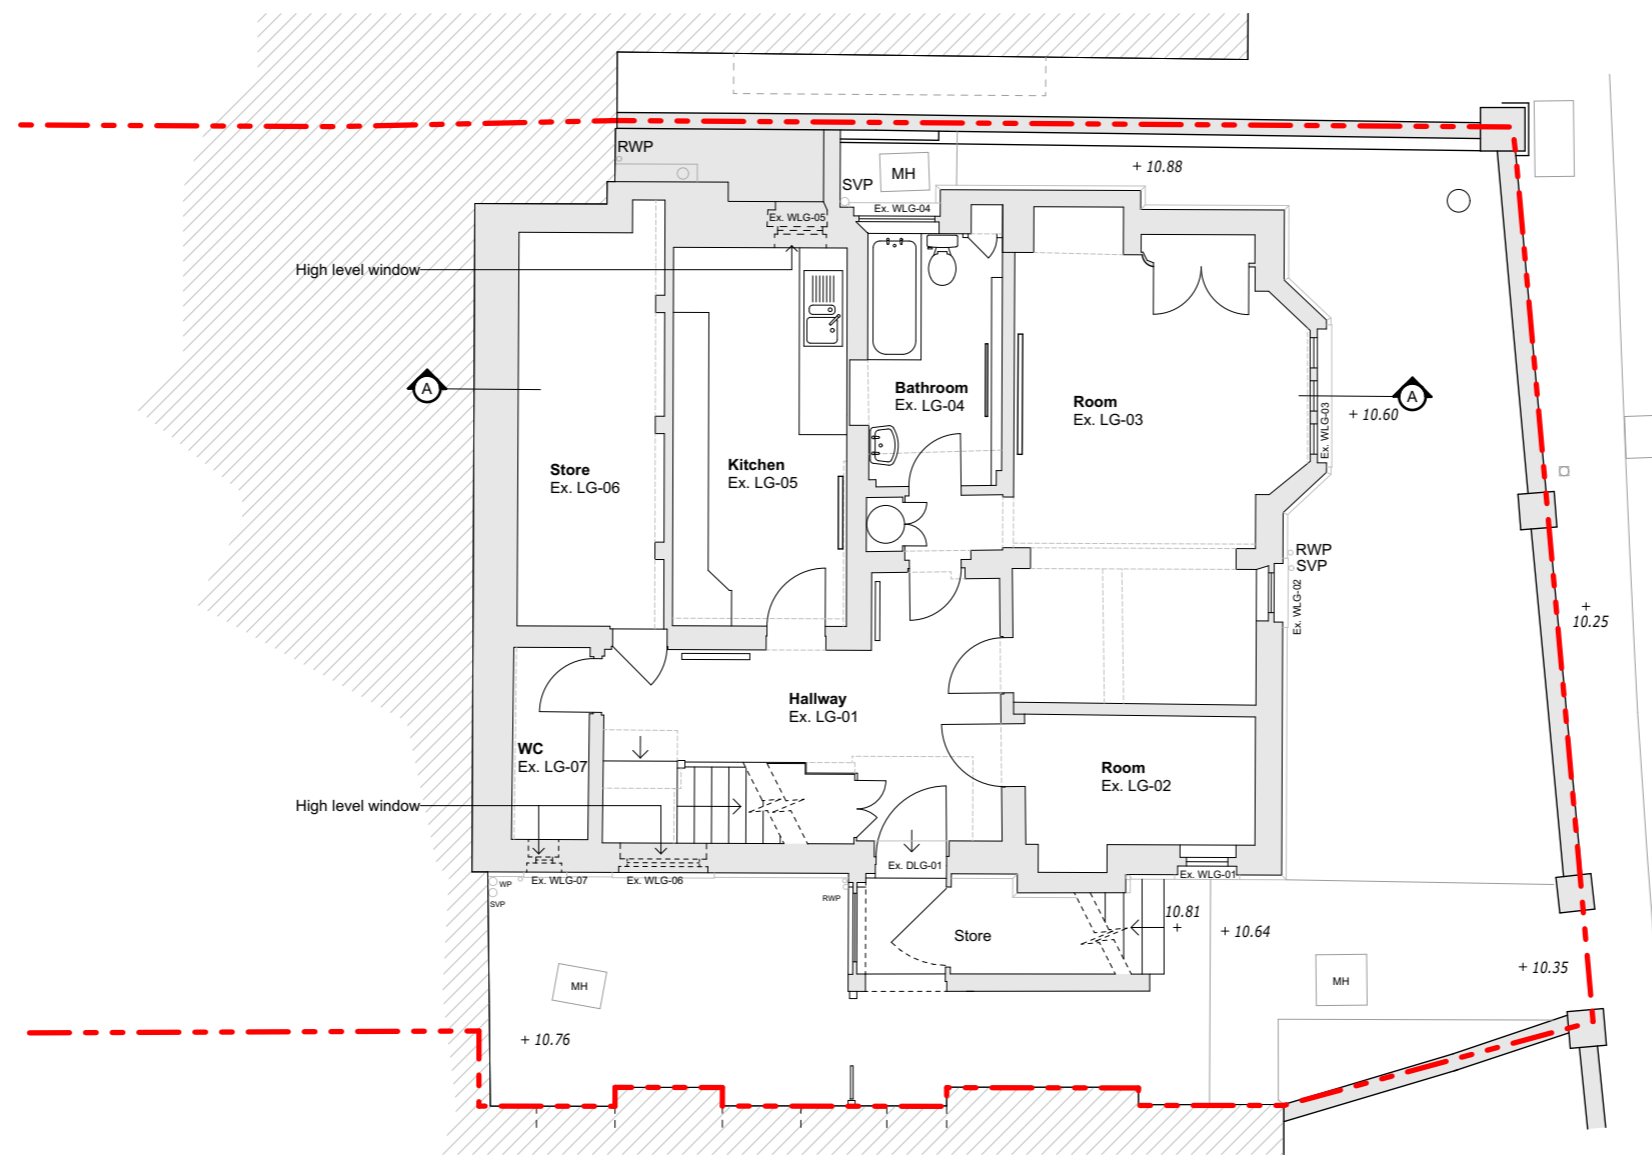 RWP
+ 10.88
MH
SVP
Ex. WLG-04
Ex. WLG-05
High level window
A
Bathroom
Ex. LG-04
Room
Ex. LG-03
A
+ 10.60
Ex. WLG-03
Store
Ex. LG-06
Kitchen
Ex. LG-05
RWP
SVP
Ex. WLG-02
+
10.25
Hallway
Ex. LG-01
WC
Ex. LG-07
Room
Ex. LG-02
High level window
Ex. DLG-01
Ex. WLG-07
Ex. WLG-06
Ex. WLG-01
WP
SVP
RWP
10.81
+
Store
+ 10.64
+ 10.35
MH
MH
+ 10.76